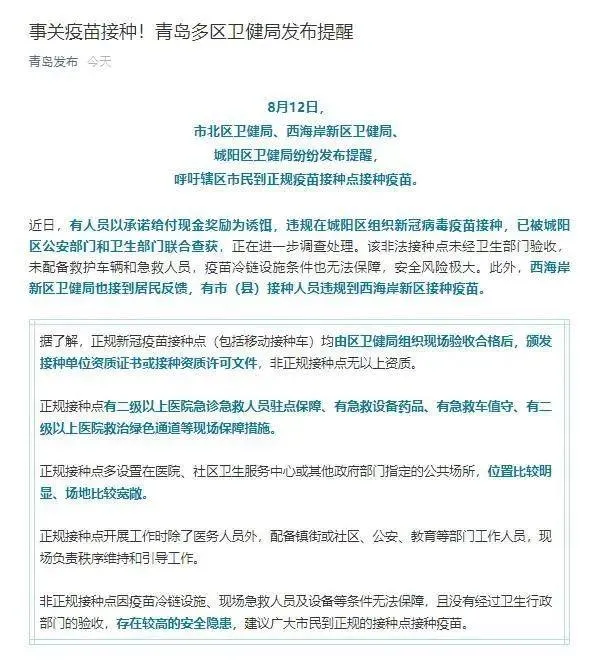 事关疫苗接种！青岛多区卫健局发布提醒
青岛发布 今天
8月12日，
市北区卫健局、西海岸新区卫健局、
城阳区卫健局纷纷发布提醒，
呼吁辖区市民到正规疫苗接种点接种疫苗。
近日，有人员以承诺给付现金奖励为诱饵，违规在城阳区组织新冠病毒疫苗接种，已被城阳
区公安部门和卫生部门联合查获，正在进一步调查处理。该非法接种点未经卫生部门验收，
未配备救护车辆和急救人员，疫苗冷链设施条件也无法保障，安全风险极大。此外，西海岸
新区卫健局也接到居民反馈，有市（县）接种人员违规到西海岸新区接种疫苗。
据了解，正规新冠疫苗接种点（包括移动接种车）均由区卫健局组织现场验收合格后，颁发
接种单位资质证书或接种资质许可文件，非正规接种点无以上资质。
正规接种点有二级以上医院急诊急救人员驻点保障、有急救设备药品、有急救车值守、有二
级以上医院救治绿色通道等现场保障措施。
正规接种点多设置在医院、社区卫生服务中心或其他政府部门指定的公共场所，位置比较明
显、场地比较宽敞。
正规接种点开展工作时除了医务人员外，配备镇街或社区、公安、教育等部门工作人员，现
场负责秩序维持和引导工作。
非正规接种点因疫苗冷链设施、现场急救人员及设备等条件无法保障，且没有经过卫生行政
部门的验收，存在较高的安全隐患，建议广大市民到正规的接种点接种疫苗。